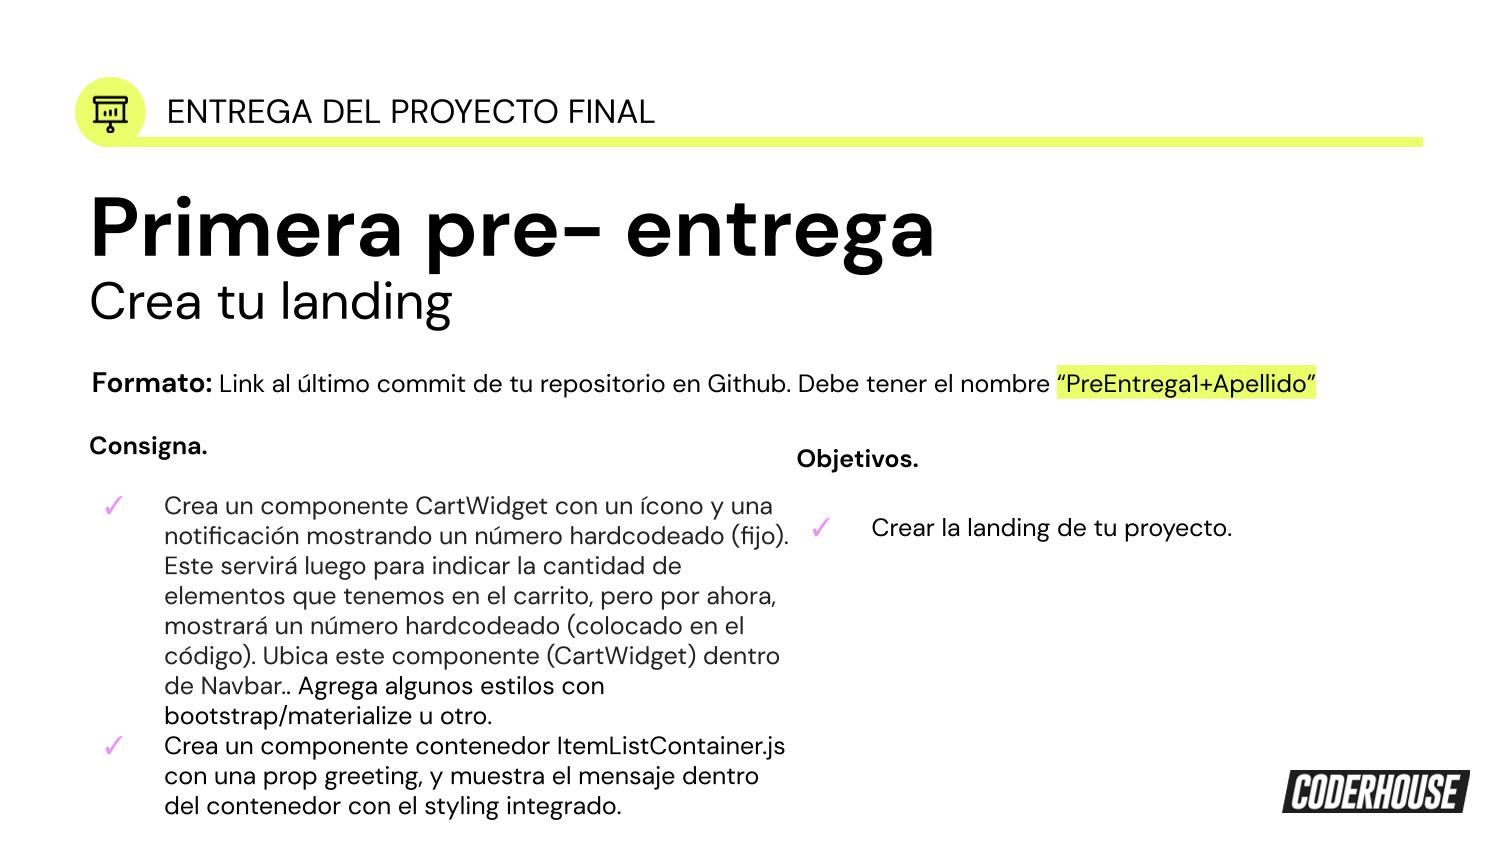 ENTREGA DEL PROYECTO FINAL
Primera pre- entrega
Crea tu landing
Formato: Link al último commit de tu repositorio en Github. Debe tener el nombre “PreEntrega1+Apellido”
Consigna.
✓ Crea un componente CartWidget con un ícono y una
notificación mostrando un número hardcodeado (fijo).
Este servirá luego para indicar la cantidad de
elementos que tenemos en el carrito, pero por ahora,
mostrará un número hardcodeado (colocado en el
código). Ubica este componente (CartWidget) dentro
de Navbar.. Agrega algunos estilos con
bootstrap/materialize u otro.
✓ Crea un componente contenedor ItemListContainer.js
con una prop greeting, y muestra el mensaje dentro
del contenedor con el styling integrado.
Objetivos.
✓ Crear la landing de tu proyecto.
CODERHOUSE